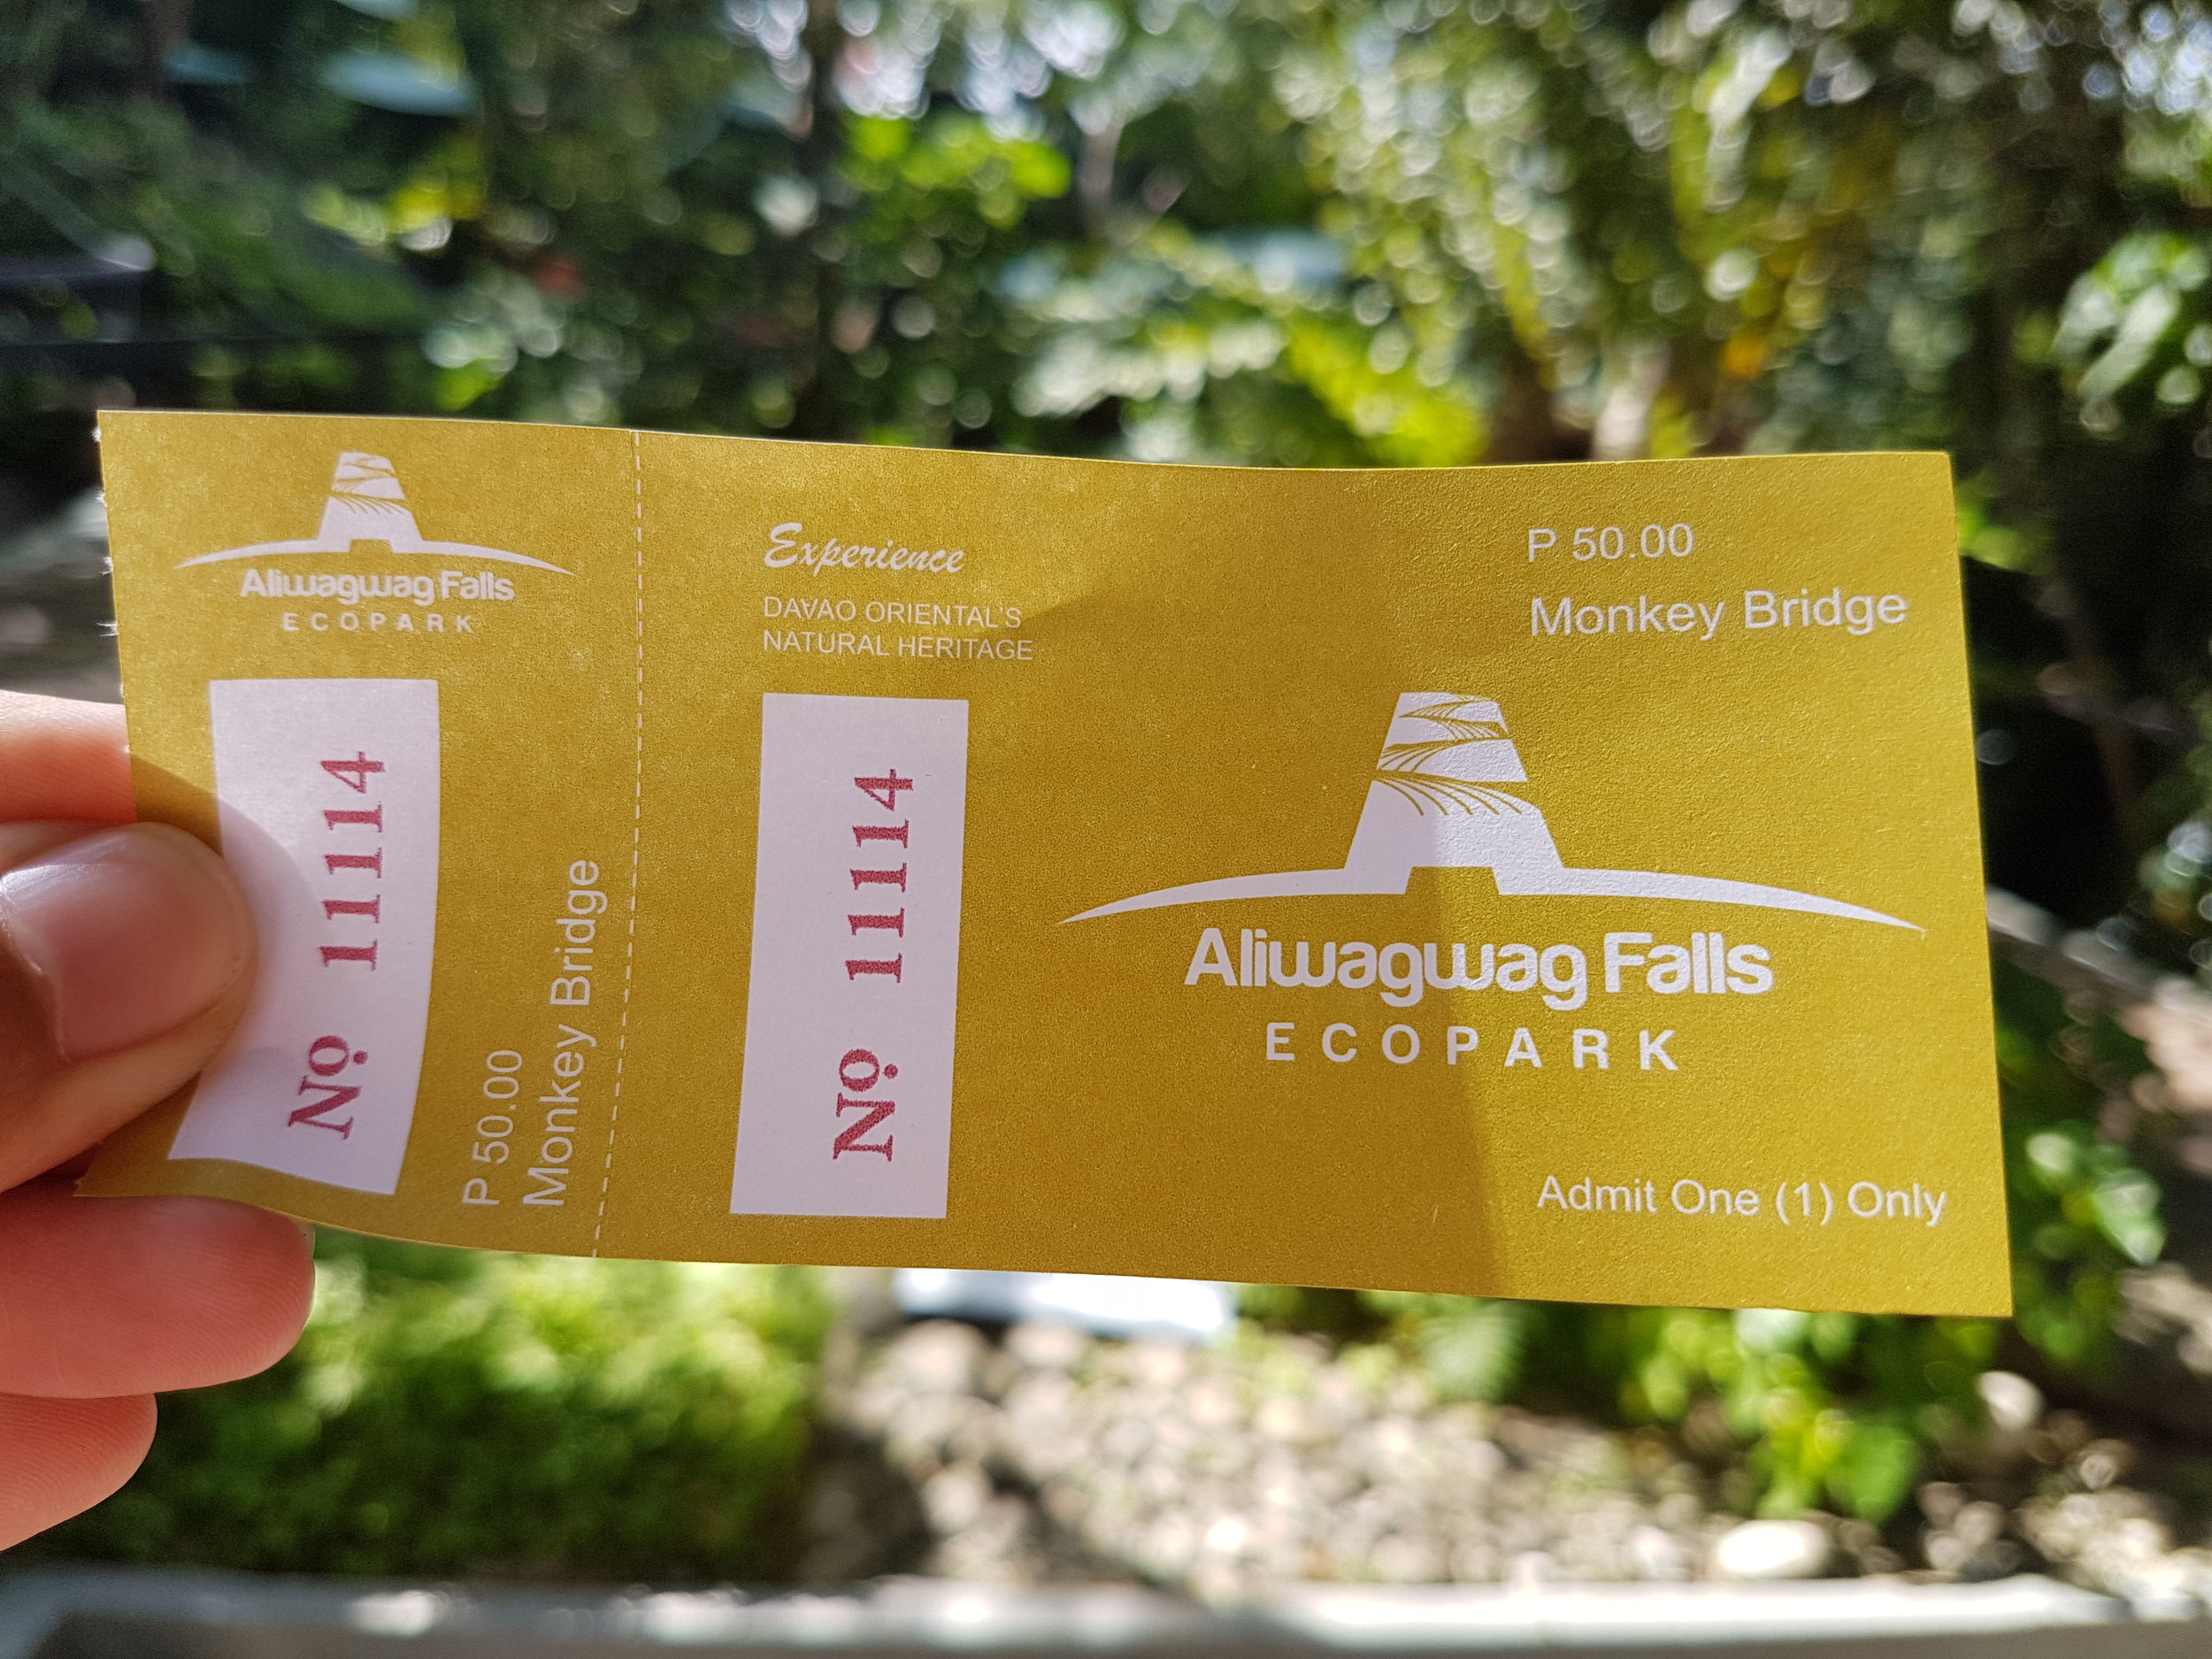 Aliwagwag Falls
ECOPARK
No 11114
P 50.00
Monkey Bridge
Experience
DAVAO ORIENTAL'S
NATURAL HERITAGE
No 11114
P 50.00
Monkey Bridge
Aliwagwag Falls
ECOPARK
Admit One (1) Only